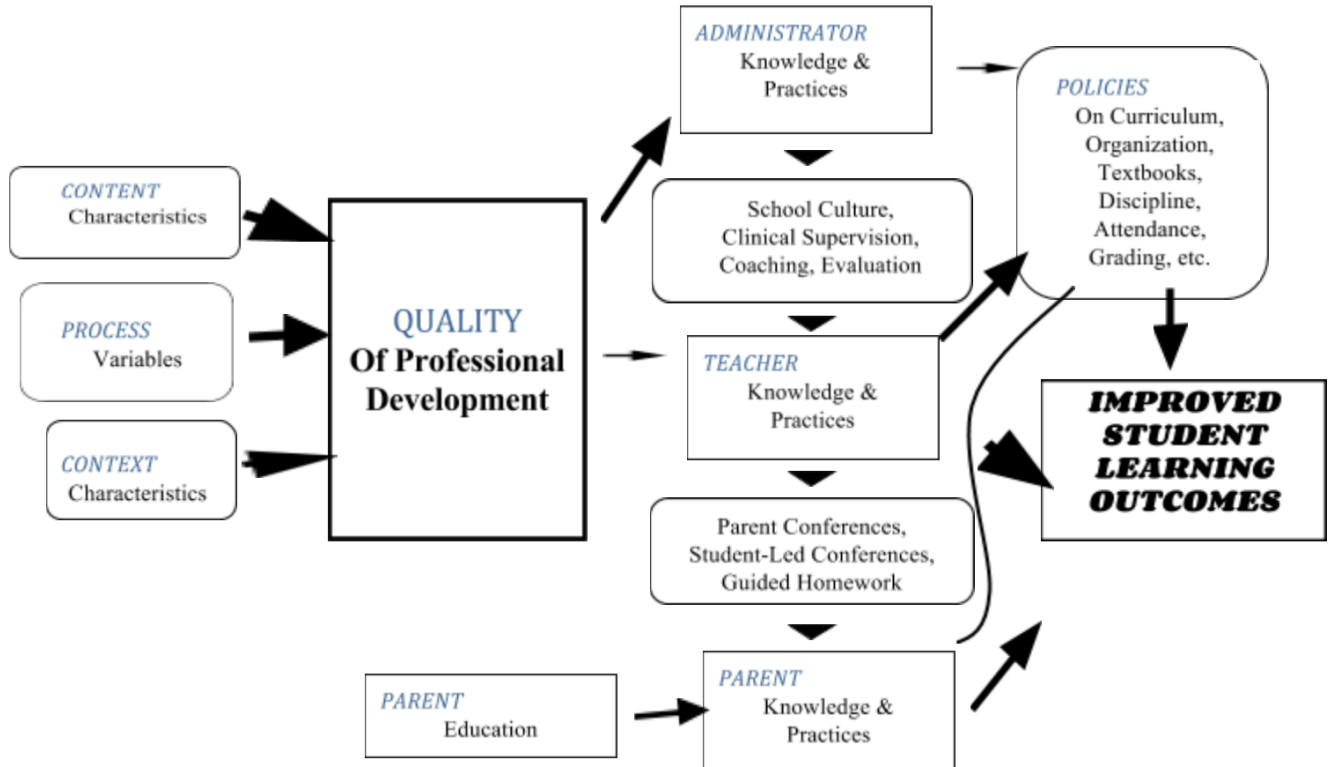 CONTENT
Characteristics
PROCESS
Variables
CONTEXT
Characteristics
QUALITY
Of Professional
Development
ADMINISTRATOR
Knowledge &
Practices
School Culture,
Clinical Supervision,
Coaching, Evaluation
TEACHER
Knowledge &
Practices
Parent Conferences,
Student-Led Conferences,
Guided Homework
PARENT
Education
PARENT
Knowledge &
Practices
POLICIES
On Curriculum,
Organization,
Textbooks,
Discipline,
Attendance,
Grading, etc.
IMPROVED
STUDENT
LEARNING
OUTCOMES